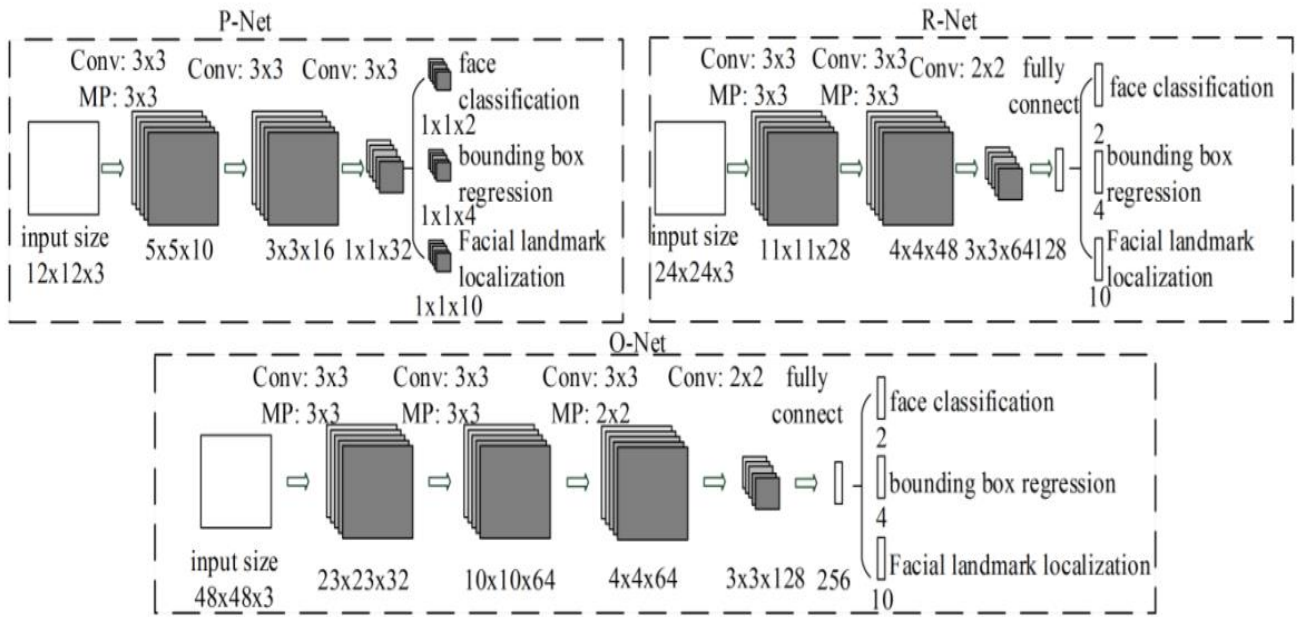 P-Net
Conv: 3x3
MP: 3x3
Conv: 3x3
Conv: 3x3
input size
12x12x3
5x5x10
3x3x16
1x1x32
face
classification
1x1x2
bounding box
regression
1x1x4
Facial landmark
localization
1x1x10
R-Net
Conv: 3x3
MP: 3x3
Conv: 3x3
MP: 3x3
Conv: 2x2
fully
connect
input size
24x24x3
11x11x28
4x4x48
3x3x64
128
face classification
2
bounding box
regression
4
Facial landmark
localization
10
O-Net
Conv: 3x3
MP: 3x3
Conv: 3x3
MP: 3x3
Conv: 3x3
MP: 2x2
Conv: 2x2
fully
connect
input size
48x48x3
23x23x32
10x10x64
4x4x64
3x3x128
256
face classification
2
bounding box regression
4
Facial landmark localization
10